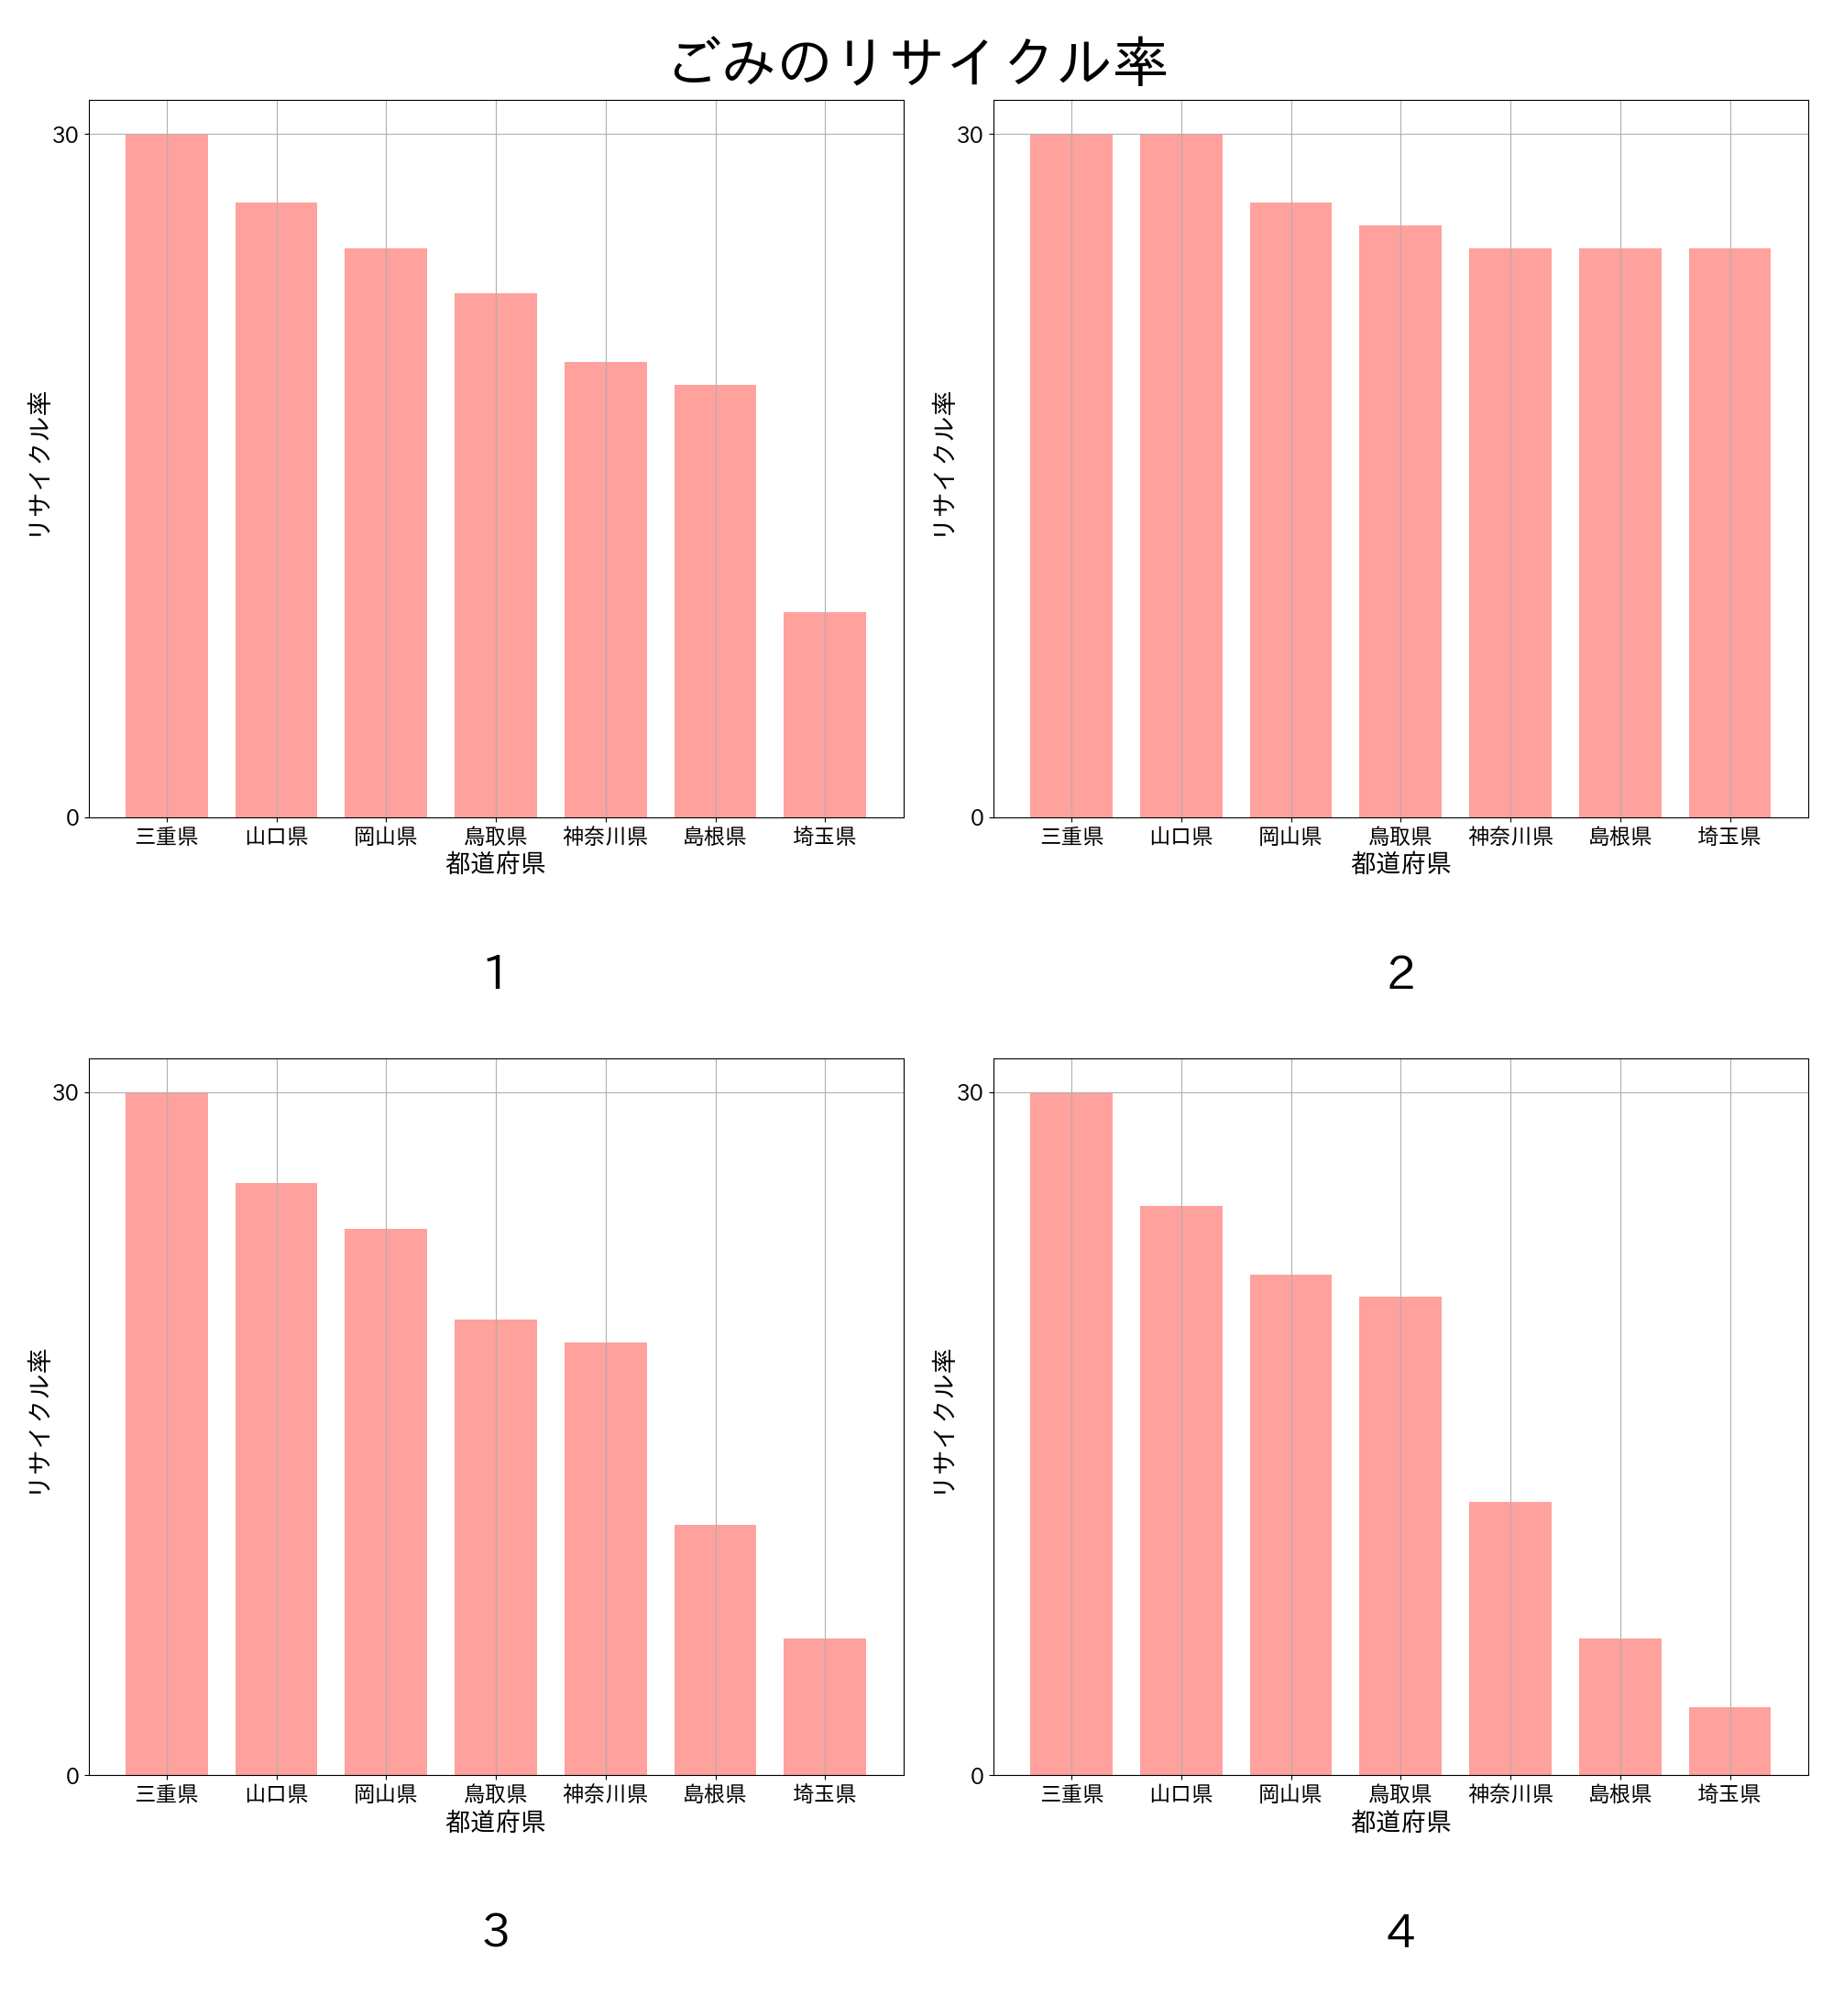 ごみのリサイクル率
30
0
リサイクル率
三重県 山口県 岡山県 鳥取県 神奈川県 島根県 埼玉県
都道府県
1
30
0
リサイクル率
三重県 山口県 岡山県 鳥取県 神奈川県 島根県 埼玉県
都道府県
2
30
0
リサイクル率
三重県 山口県 岡山県 鳥取県 神奈川県 島根県 埼玉県
都道府県
3
30
0
リサイクル率
三重県 山口県 岡山県 鳥取県 神奈川県 島根県 埼玉県
都道府県
4